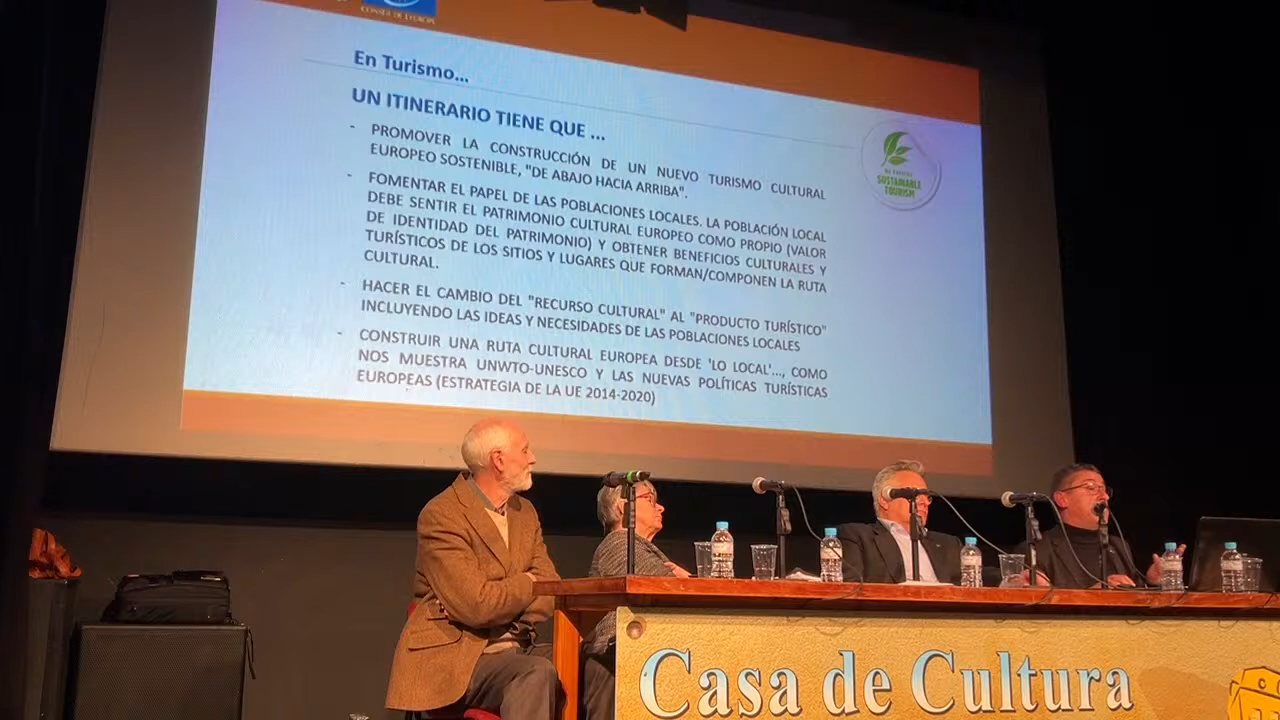 CONSEIL DE L'EUROPE
En Turismo...
UN ITINERARIO TIENE QUE ...
- PROMOVER LA CONSTRUCCIÓN DE UN NUEVO TURISMO CULTURAL
EUROPEO SOSTENIBLE, "DE ABAJO HACIA ARRIBA".
- FOMENTAR EL PAPEL DE LAS POBLACIONES LOCALES. LA POBLACIÓN LOCAL
DEBE SENTIR EL PATRIMONIO CULTURAL EUROPEO COMO PROPIO (VALOR
DE IDENTIDAD DEL PATRIMONIO) Y OBTENER BENEFICIOS CULTURALES Y
TURÍSTICOS DE LOS SITIOS Y LUGARES QUE FORMAN/COMPONEN LA RUTA
CULTURAL.
- HACER EL CAMBIO DEL "RECURSO CULTURAL" AL "PRODUCTO TURÍSTICO"
INCLUYENDO LAS IDEAS Y NECESIDADES DE LAS POBLACIONES LOCALES
- CONSTRUIR UNA RUTA CULTURAL EUROPEA DESDE 'LO LOCAL'..., COMO
NOS MUESTRA UNWTO-UNESCO Y LAS NUEVAS POLÍTICAS TURÍSTICAS
EUROPEAS (ESTRATEGIA DE LA UE 2014-2020)
SUSTAINABLE
TOURISM
Casa de Cultura
C